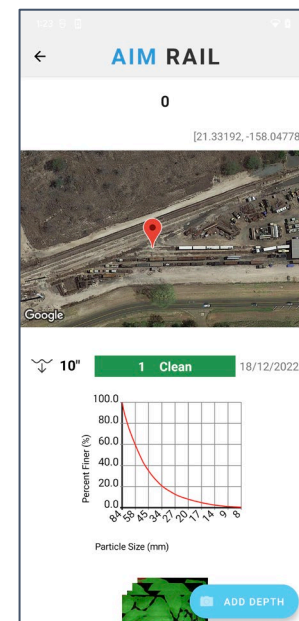 AIM RAIL
0
[21.33192, -158.04778
Google
10"
1 Clean
18/12/2022
100.0
80.0
60.0
40.0
20.0
0.0
Percent Finer (%)
84 58 45 34 27 20 17 14 9 8
Particle Size (mm)
ADD DEPTH